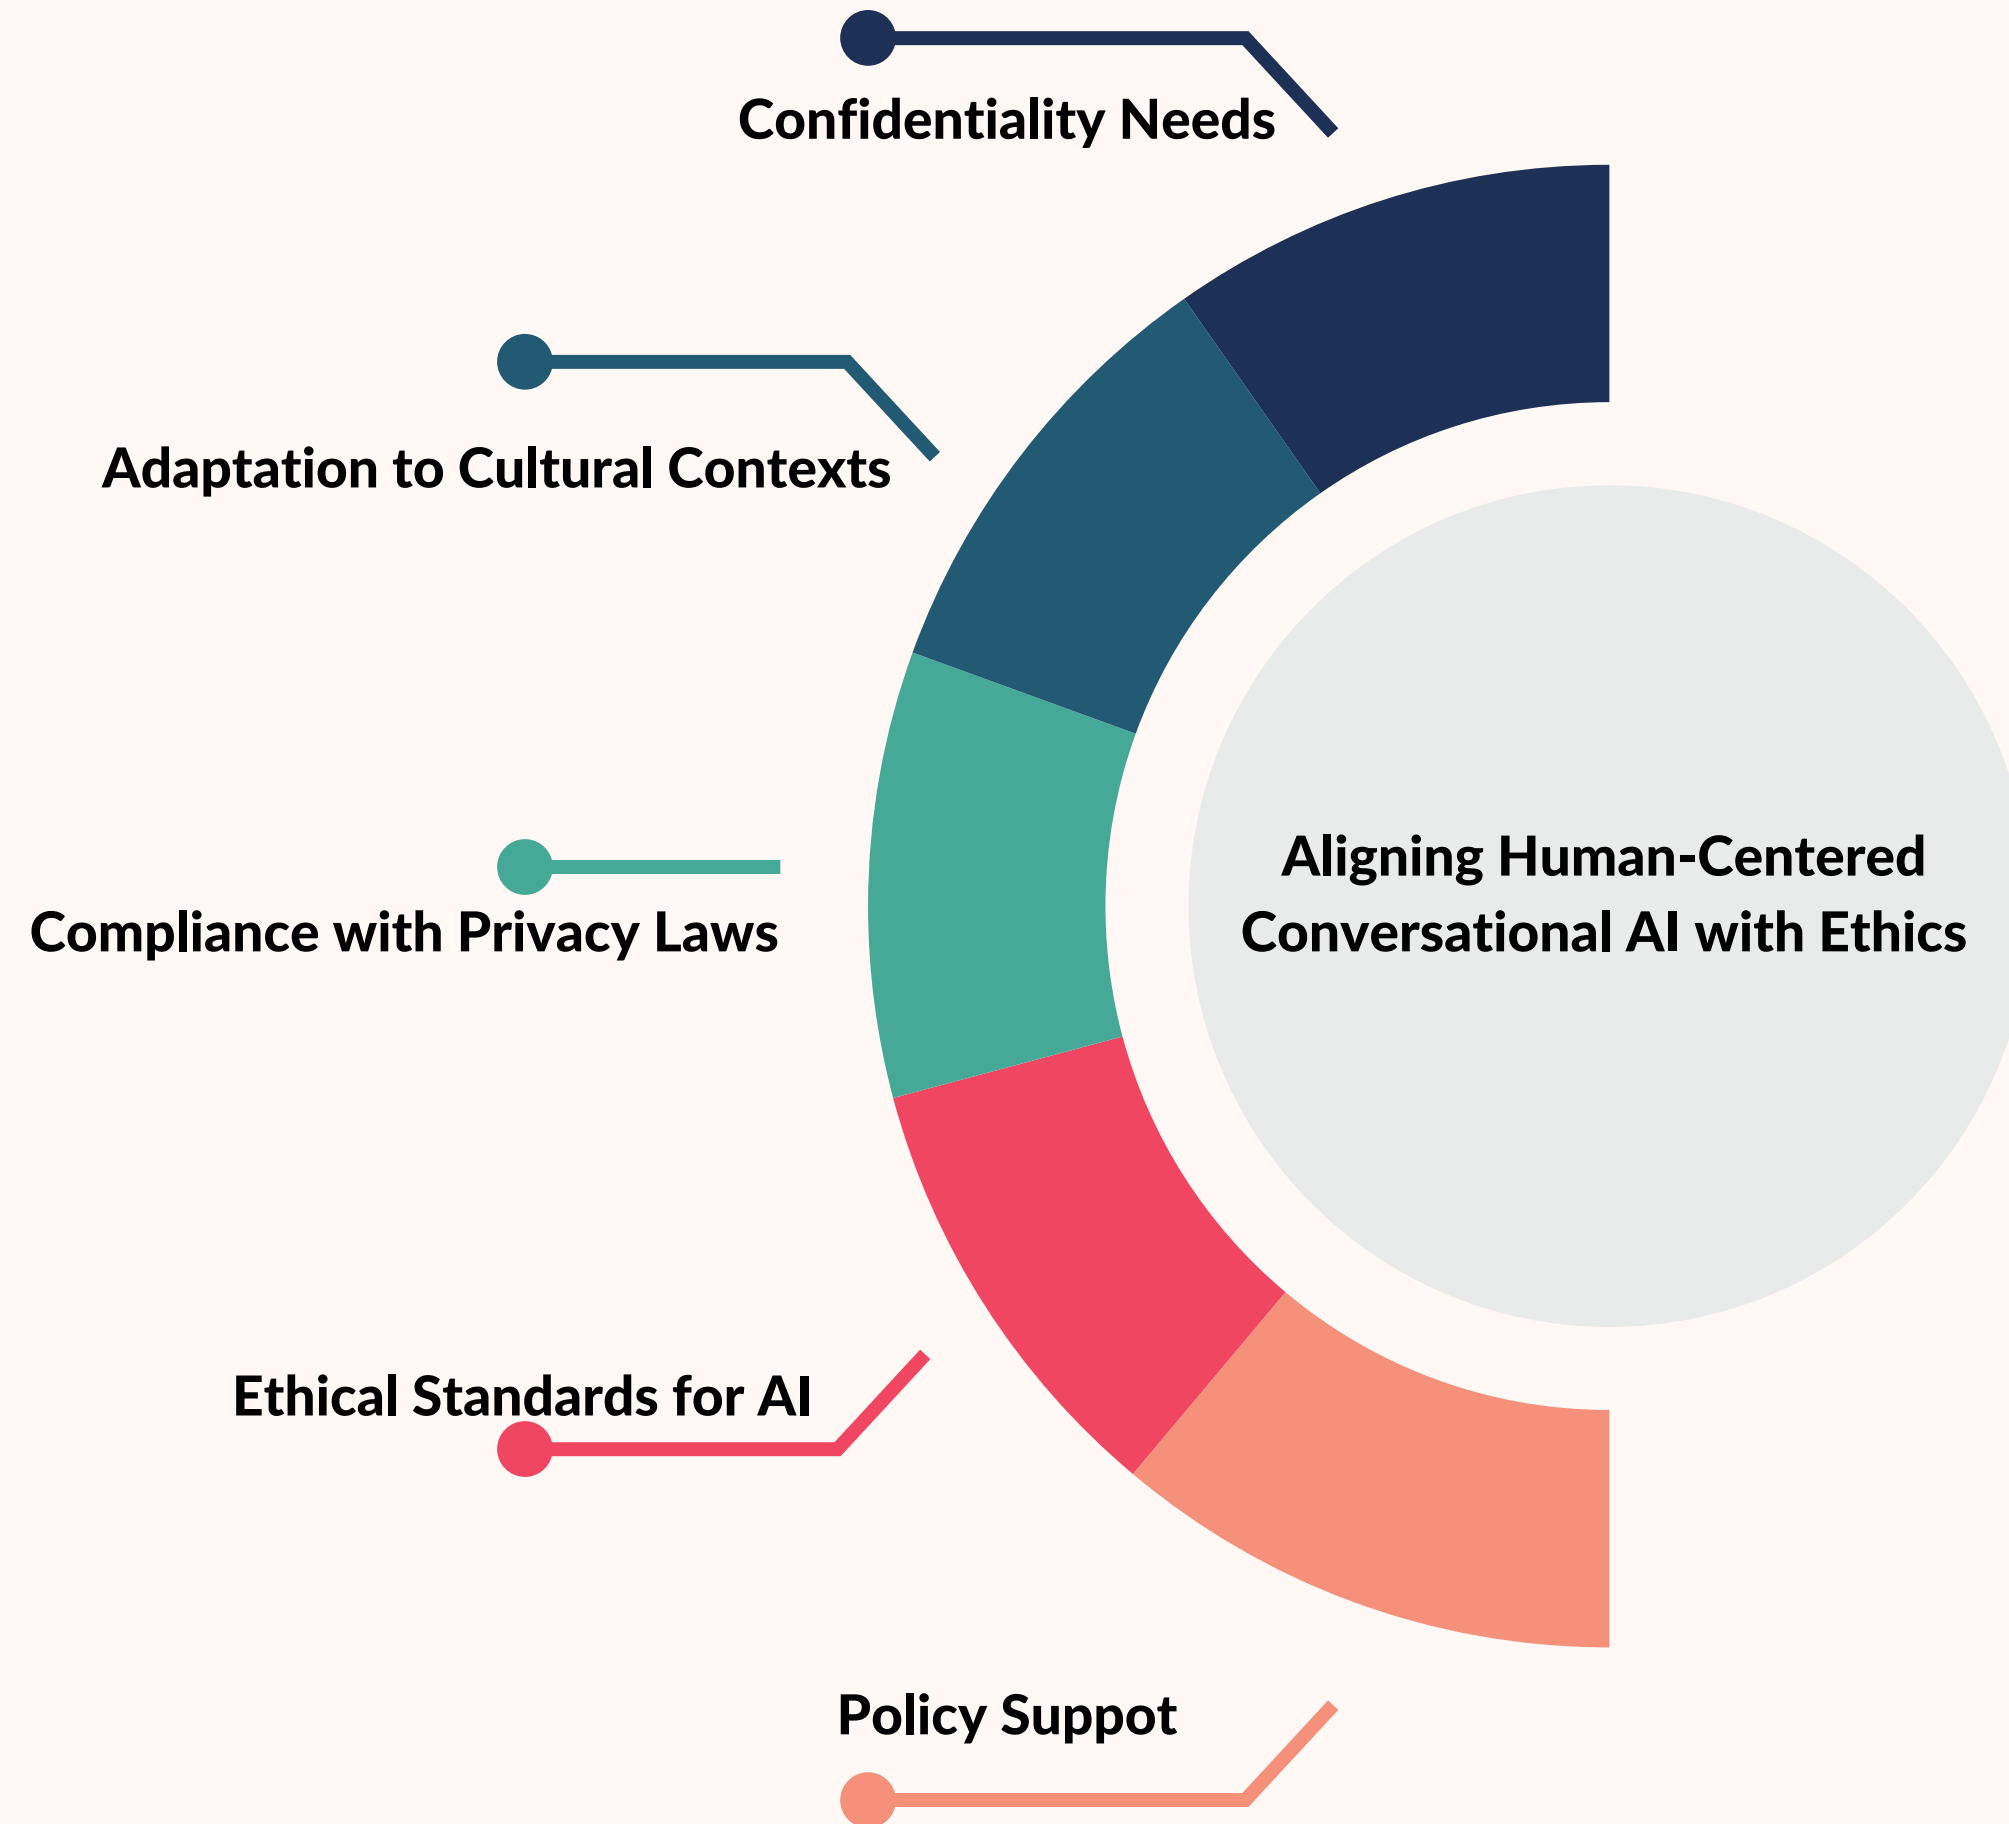 Confidentiality Needs
Adaptation to Cultural Contexts
Compliance with Privacy Laws
Aligning Human-Centered
Conversational AI with Ethics
Ethical Standards for AI
Policy Suppot